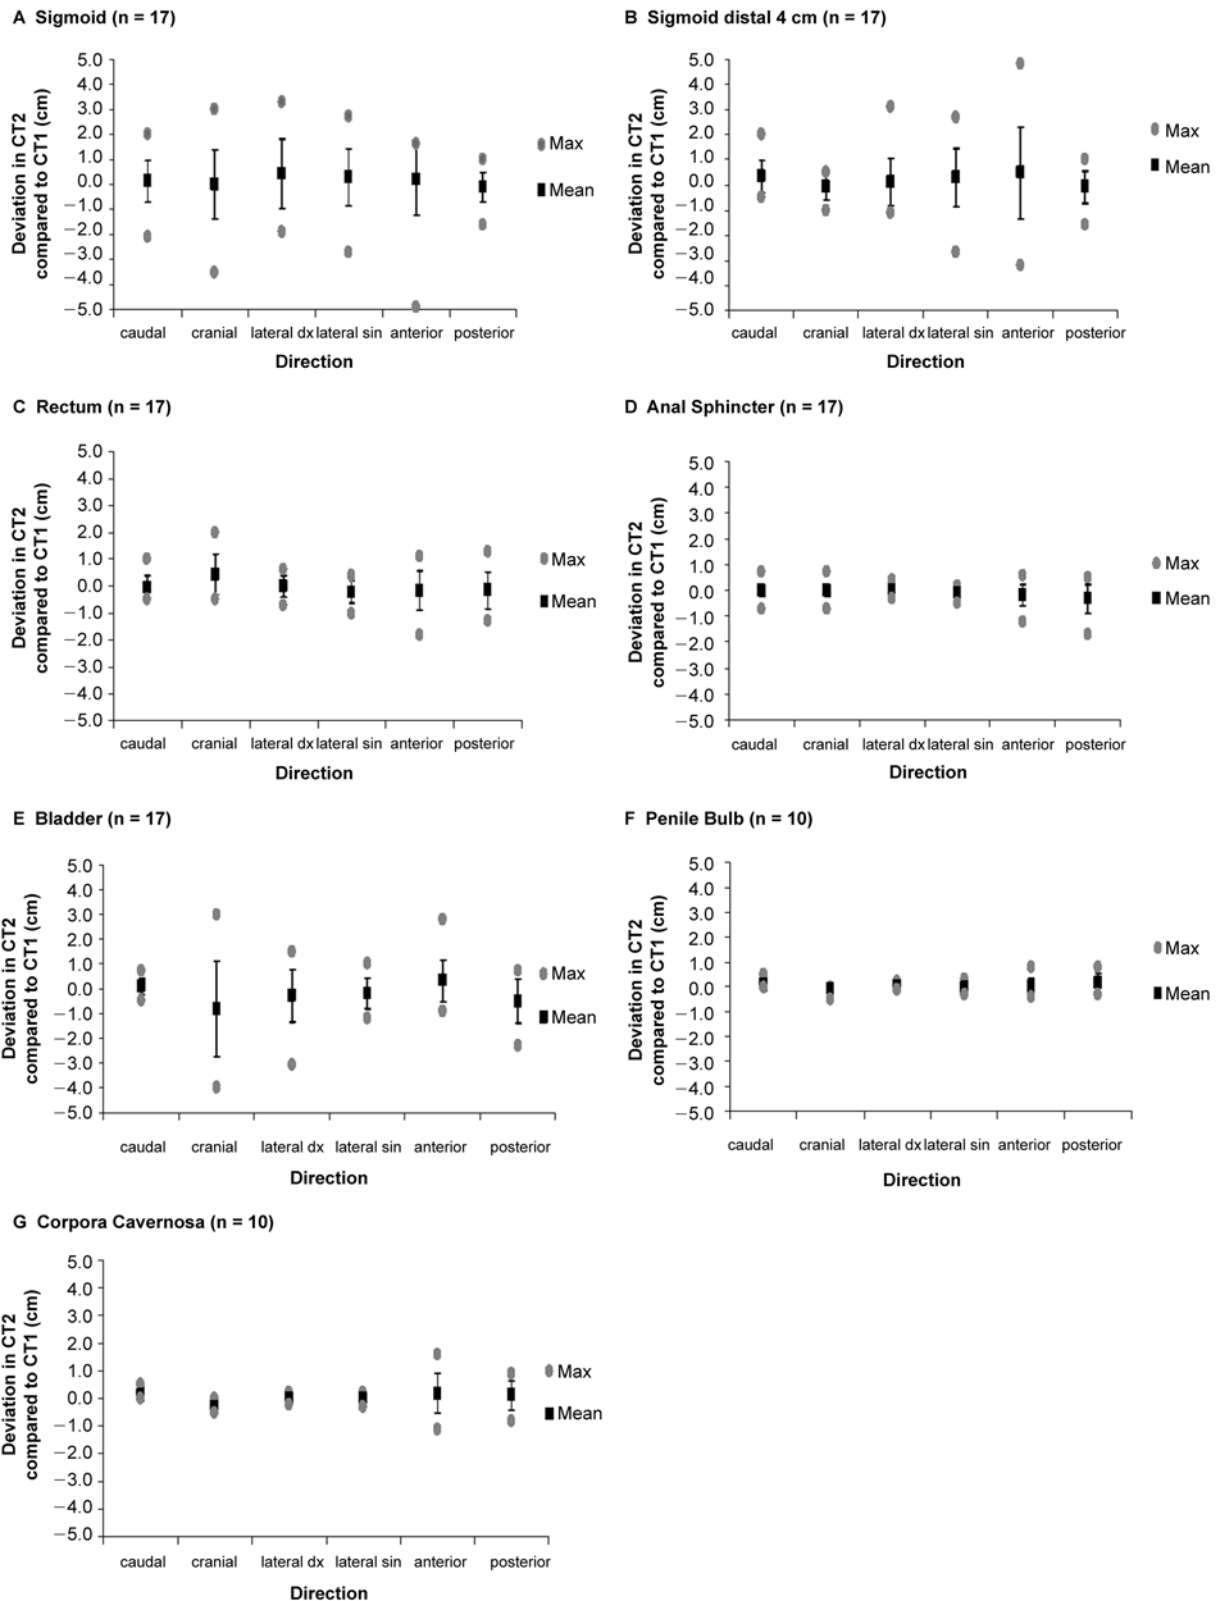 A Sigmoid (n = 17)
Deviation in CT2
compared to CT1 (cm)
5.0
4.0
3.0
2.0
1.0
0.0
−1.0
−2.0
−3.0
−4.0
−5.0
Max
Mean
caudal cranial lateral dx lateral sin anterior posterior
Direction
B Sigmoid distal 4 cm (n = 17)
Deviation in CT2
compared to CT1 (cm)
5.0
4.0
3.0
2.0
1.0
0.0
−1.0
−2.0
−3.0
−4.0
−5.0
Max
Mean
caudal cranial lateral dx lateral sin anterior posterior
Direction
C Rectum (n = 17)
Deviation in CT2
compared to CT1 (cm)
5.0
4.0
3.0
2.0
1.0
0.0
−1.0
−2.0
−3.0
−4.0
−5.0
Max
Mean
caudal cranial lateral dx lateral sin anterior posterior
Direction
D Anal Sphincter (n = 17)
Deviation in CT2
compared to CT1 (cm)
5.0
4.0
3.0
2.0
1.0
0.0
−1.0
−2.0
−3.0
−4.0
−5.0
Max
Mean
caudal cranial lateral dx lateral sin anterior posterior
Direction
E Bladder (n = 17)
Deviation in CT2
compared to CT1 (cm)
5.0
4.0
3.0
2.0
1.0
0.0
−1.0
−2.0
−3.0
−4.0
−5.0
Max
Mean
caudal cranial lateral dx lateral sin anterior posterior
Direction
F Penile Bulb (n = 10)
Deviation in CT2
compared to CT1 (cm)
5.0
4.0
3.0
2.0
1.0
0.0
−1.0
−2.0
−3.0
−4.0
−5.0
Max
Mean
caudal cranial lateral dx lateral sin anterior posterior
Direction
G Corpora Cavernosa (n = 10)
Deviation in CT2
compared to CT1 (cm)
5.0
4.0
3.0
2.0
1.0
0.0
−1.0
−2.0
−3.0
−4.0
−5.0
Max
Mean
caudal cranial lateral dx lateral sin anterior posterior
Direction